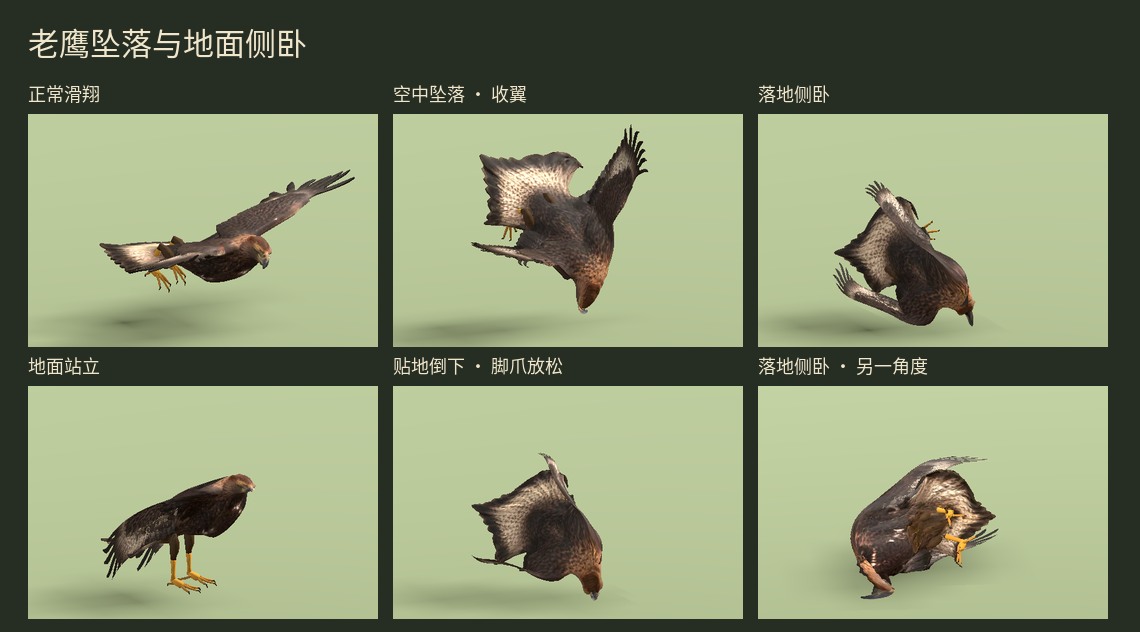 老鹰坠落与地面侧卧
正常滑翔
空中坠落 · 收翼
落地侧卧
地面站立
贴地倒下 · 脚爪放松
落地侧卧 · 另一角度